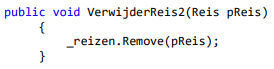 public void VerwijderReis2(Reis pReis)
{
_reizen.Remove(pReis);
}